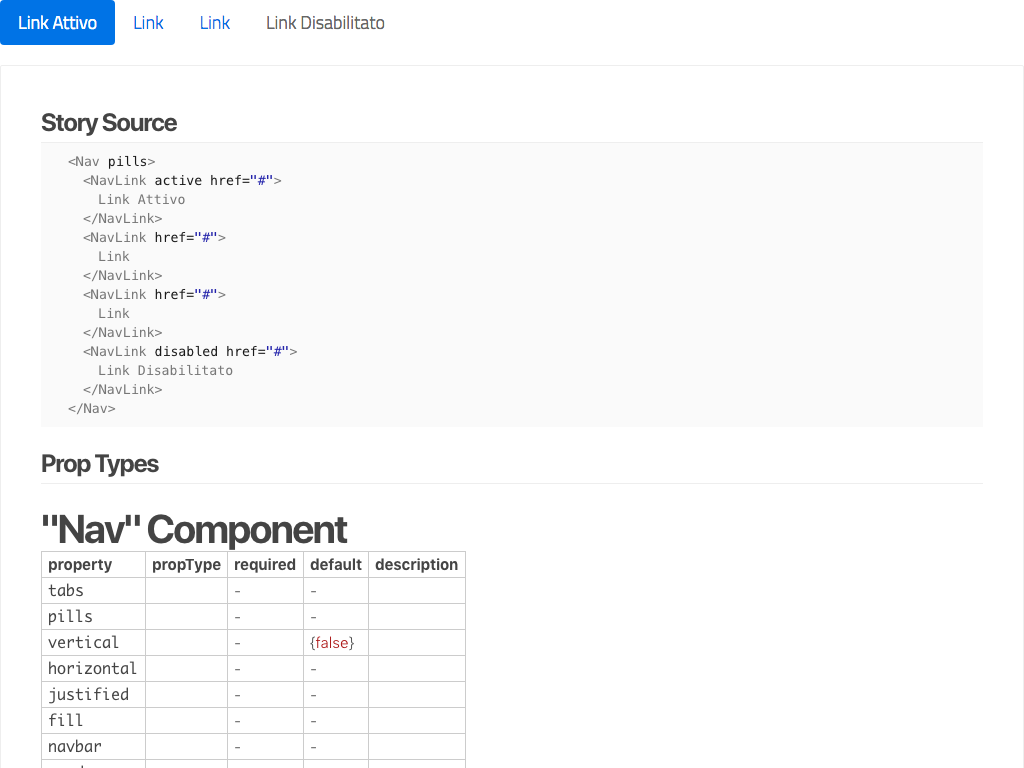 Link Attivo Link Link Link Disabilitato
Story Source
<Nav pills>
<NavLink active href="#">
Link Attivo
</NavLink>
<NavLink href="#">
Link
</NavLink>
<NavLink href="#">
Link
</NavLink>
<NavLink disabled href="#">
Link Disabilitato
</NavLink>
</Nav>
Prop Types
"Nav" Component
property propType required default description
tabs - -
pills - -
vertical - {false}
horizontal - -
justified - -
fill - -
navbar - -